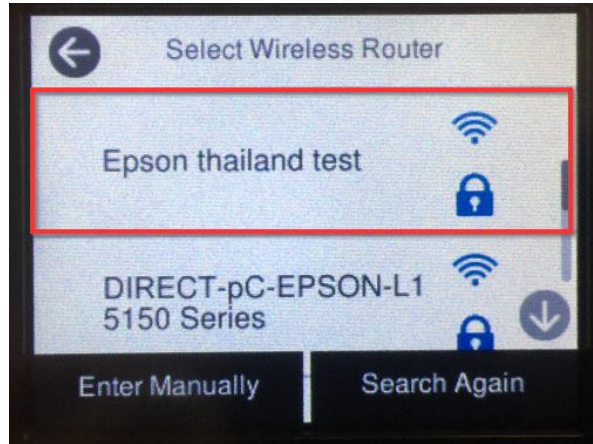 Select Wireless Router
Epson thailand test
DIRECT-pC-EPSON-L1
5150 Series
Enter Manually
Search Again